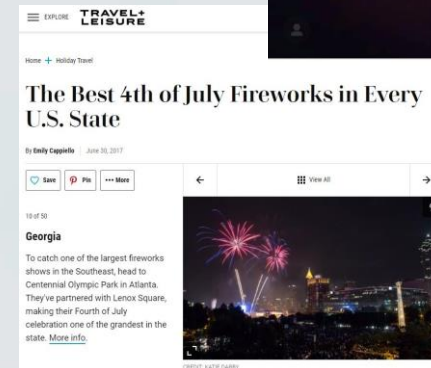 EXPLORE
TRAVEL+
LEISURE
Home + Holiday Travel
The Best 4th of July Fireworks in Every
U.S. State
By Emily Cappiello | June 30, 2017
Save
Pin
••• More
View All
10 of 50
Georgia
To catch one of the largest fireworks
shows in the Southeast, head to
Centennial Olympic Park in Atlanta.
They've partnered with Lenox Square,
making their Fourth of July
celebration one of the grandest in the
state. More info.
CREDIT: KATIE DARBY